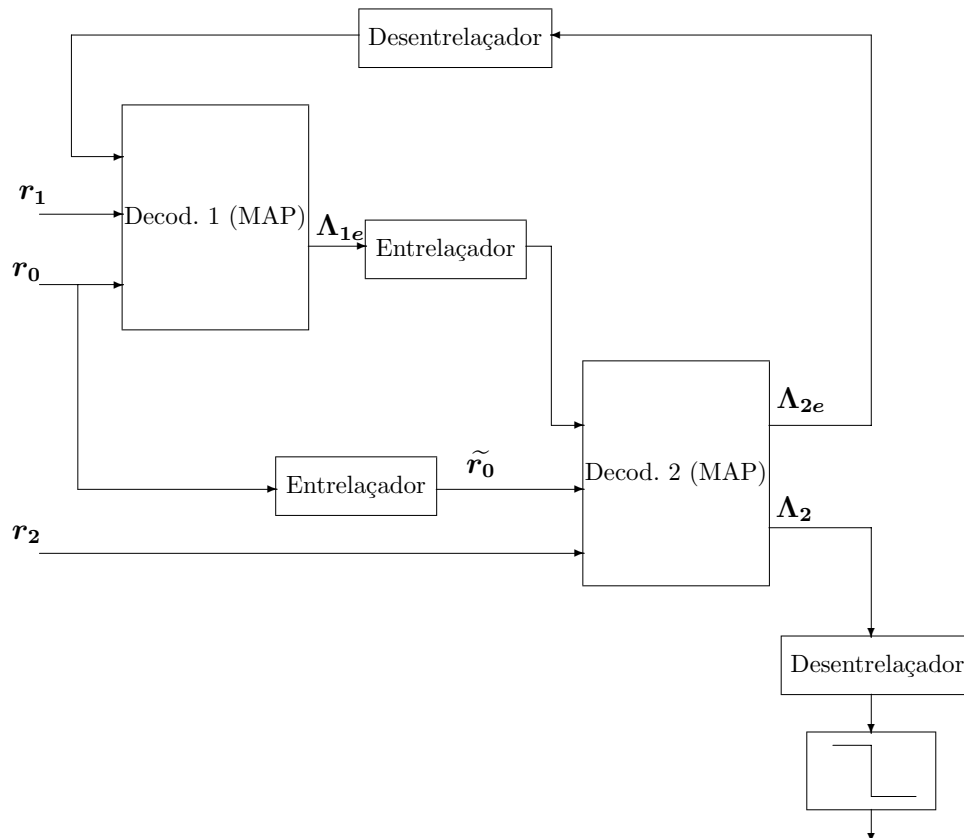 Desentrelaçador
r₁
Decod. 1 (MAP)
Λ₁ₑ
Entrelaçador
r₀
Λ₂ₑ
Entrelaçador
r̃₀
Decod. 2 (MAP)
Λ₂
r₂
Desentrelaçador